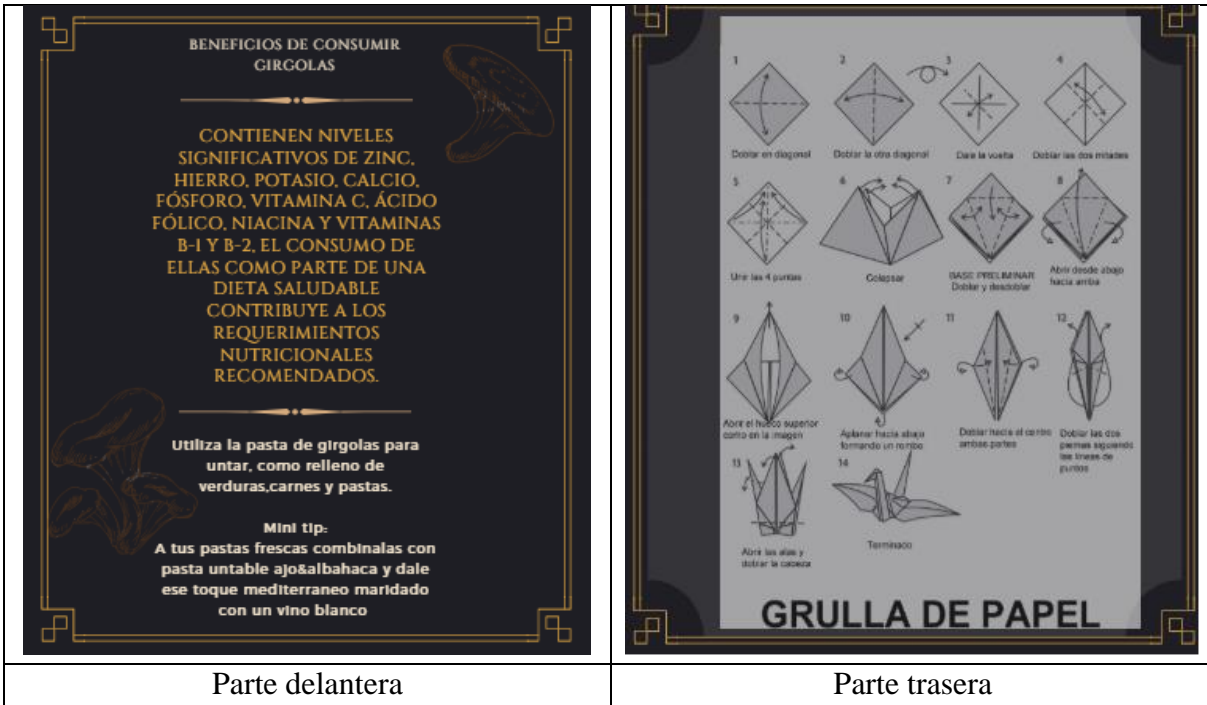 BENEFICIOS DE CONSUMIR
GIRGOLAS
CONTIENEN NIVELES
SIGNIFICATIVOS DE ZINC,
HIERRO, POTASIO, CALCIO,
FÓSFORO, VITAMINA C, ÁCIDO
FÓLICO, NIACINA Y VITAMINAS
B-1 Y B-2, EL CONSUMO DE
ELLAS COMO PARTE DE UNA
DIETA SALUDABLE
CONTRIBUYE A LOS
REQUERIMIENTOS
NUTRICIONALES
RECOMENDADOS.
Utiliza la pasta de girgolas para
untar, como relleno de
verduras,carnes y pastas.
Mini tip:
A tus pastas frescas combinalas con
pasta untable ajo&albahaca y dale
ese toque mediterraneo maridado
con un vino blanco
Parte delantera
1
Doblar en diagonal
2
Doblar la otra diagonal
3
Dale la vuelta
4
Doblar las dos mitades
5
Unir las 4 puntas
6
Colapsar
7
BASE PRELIMINAR
Doblar y desdoblar
8
Abrir desde abajo
hacia arriba
9
Abrir el hueco superior
como en la imagen
10
Aplanar hacia abajo
formando un rombo
11
Doblar hacia el centro
ambas partes
12
Doblar las dos
piernas siguiendo
las líneas de
puntos
13
Abrir las alas y
doblar la cabeza
14
Terminado
GRULLA DE PAPEL
Parte trasera